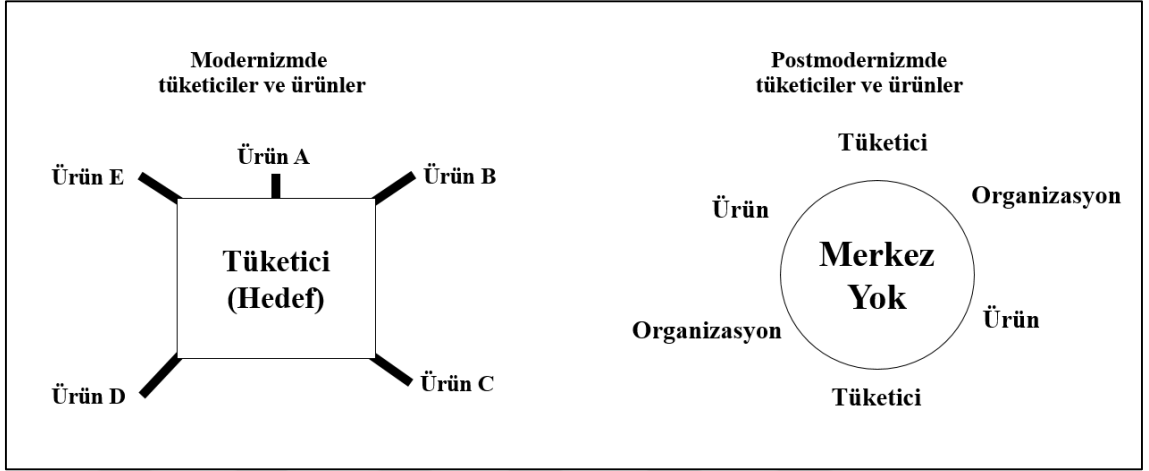 Modernizmde
tüketiciler ve ürünler
Ürün A
Ürün E
Ürün B
Tüketici
(Hedef)
Ürün D
Ürün C
Postmodernizmde
tüketiciler ve ürünler
Tüketici
Organizasyon
Ürün
Merkez
Yok
Ürün
Organizasyon
Tüketici